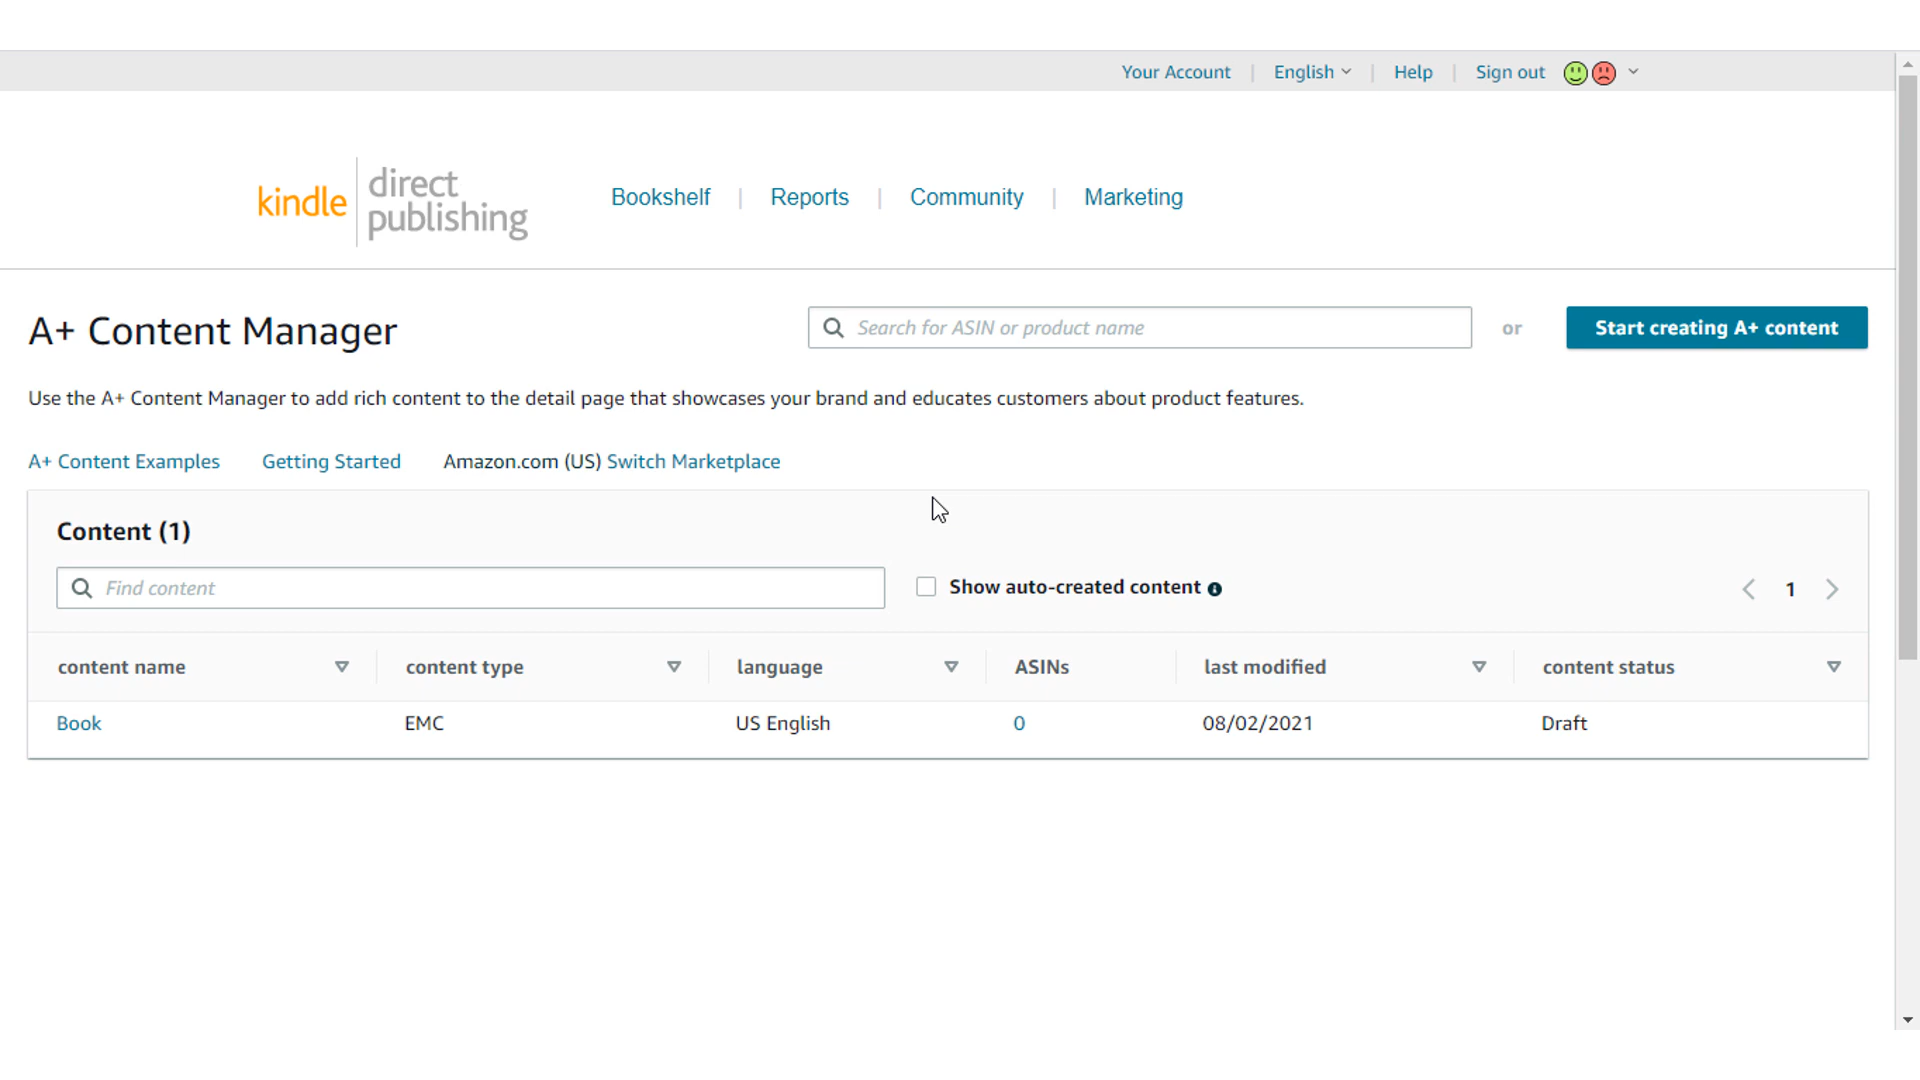 Your Account | English | Help | Sign out
kindle direct publishing
Bookshelf | Reports | Community | Marketing
A+ Content Manager
Search for ASIN or product name
or
Start creating A+ content
Use the A+ Content Manager to add rich content to the detail page that showcases your brand and educates customers about product features.
A+ Content Examples Getting Started Amazon.com (US) Switch Marketplace
Content (1)
Find content
Show auto-created content
1
content name content type language ASINs last modified content status
Book EMC US English 0 08/02/2021 Draft